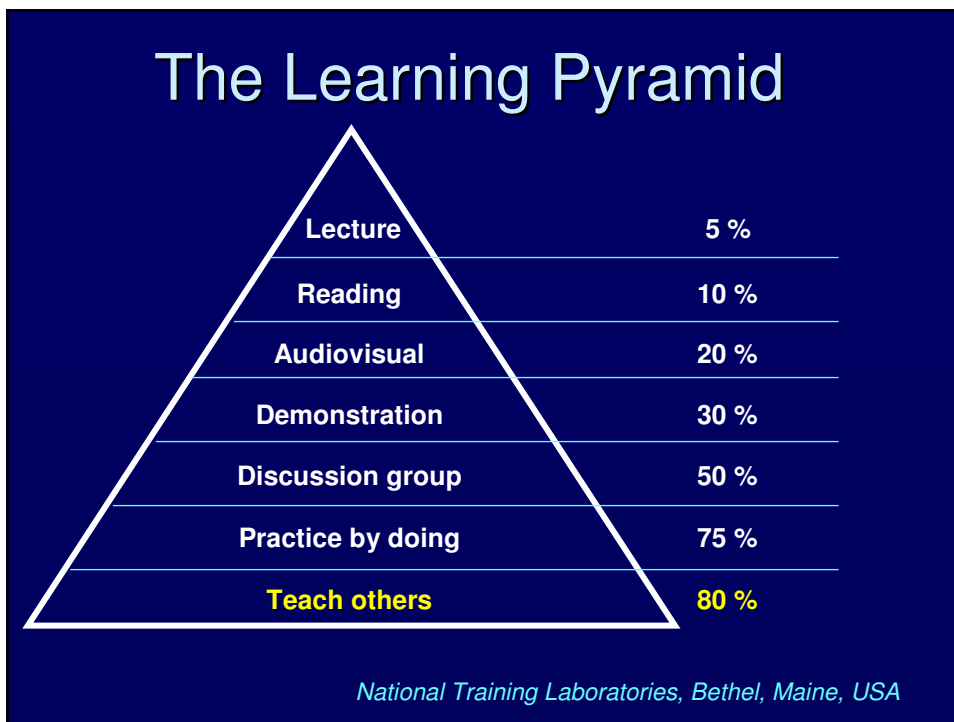 The Learning Pyramid
Lecture 5 %
Reading 10 %
Audiovisual 20 %
Demonstration 30 %
Discussion group 50 %
Practice by doing 75 %
Teach others 80 %
National Training Laboratories, Bethel, Maine, USA